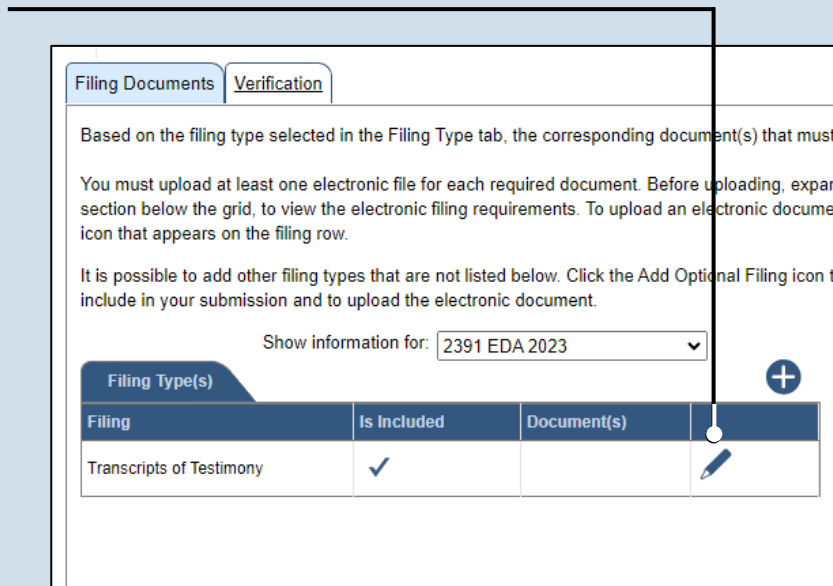 Filing Documents Verification
Based on the filing type selected in the Filing Type tab, the corresponding document(s) that must
You must upload at least one electronic file for each required document. Before uploading,
section below the grid, to view the electronic filing requirements. To upload an electronic
icon that appears on the filing row.
It is possible to add other filing types that are not listed below. Click the Add Optional Filing icon
include in your submission and to upload the electronic document.
Show information for: 2391 EDA 2023
Filing Type(s)
Filing Is Included Document(s)
Transcripts of Testimony